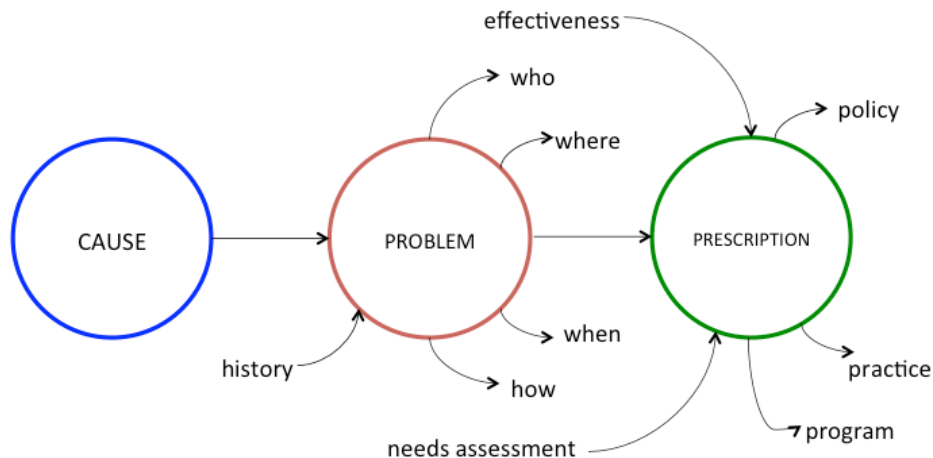 effectiveness
who
policy
where
CAUSE
PROBLEM
PRESCRIPTION
when
history
how
practice
program
needs assessment